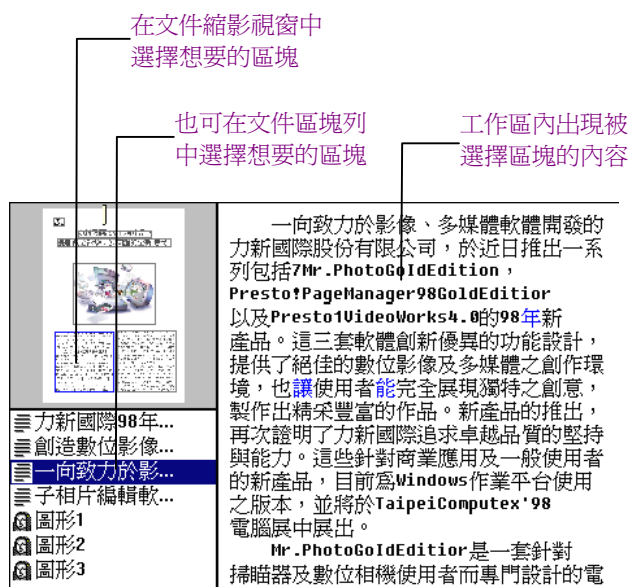 在文件縮影視窗中
選擇想要的區塊
也可在文件區塊列
中選擇想要的區塊
工作區內出現被
選擇區塊的內容
力新國際98年...
創造數位影像...
一向致力於影...
子相片編輯軟...
圖形1
圖形2
圖形3
一向致力於影像、多媒體軟體開發的
力新國際股份有限公司，於近日推出一系
列包括7Mr.PhotoGoIdEdition，
Presto!PageManager98GoldEditior
以及Presto1VideoWorks4.0的98年新
產品。這三套軟體創新優異的功能設計，
提供了絕佳的數位影像及多媒體之創作環
境，也讓使用者能完全展現獨特之創意，
製作出精采豐富的作品。新產品的推出，
再次證明了力新國際追求卓越品質的堅持
與能力。這些針對商業應用及一般使用者
的新產品，目前為Windows作業平台使用
之版本，並將於TaipeiComputex'98
電腦展中展出。
Mr.PhotoGoIdEditior是一套針對
掃瞄器及數位相機使用者而專門設計的電